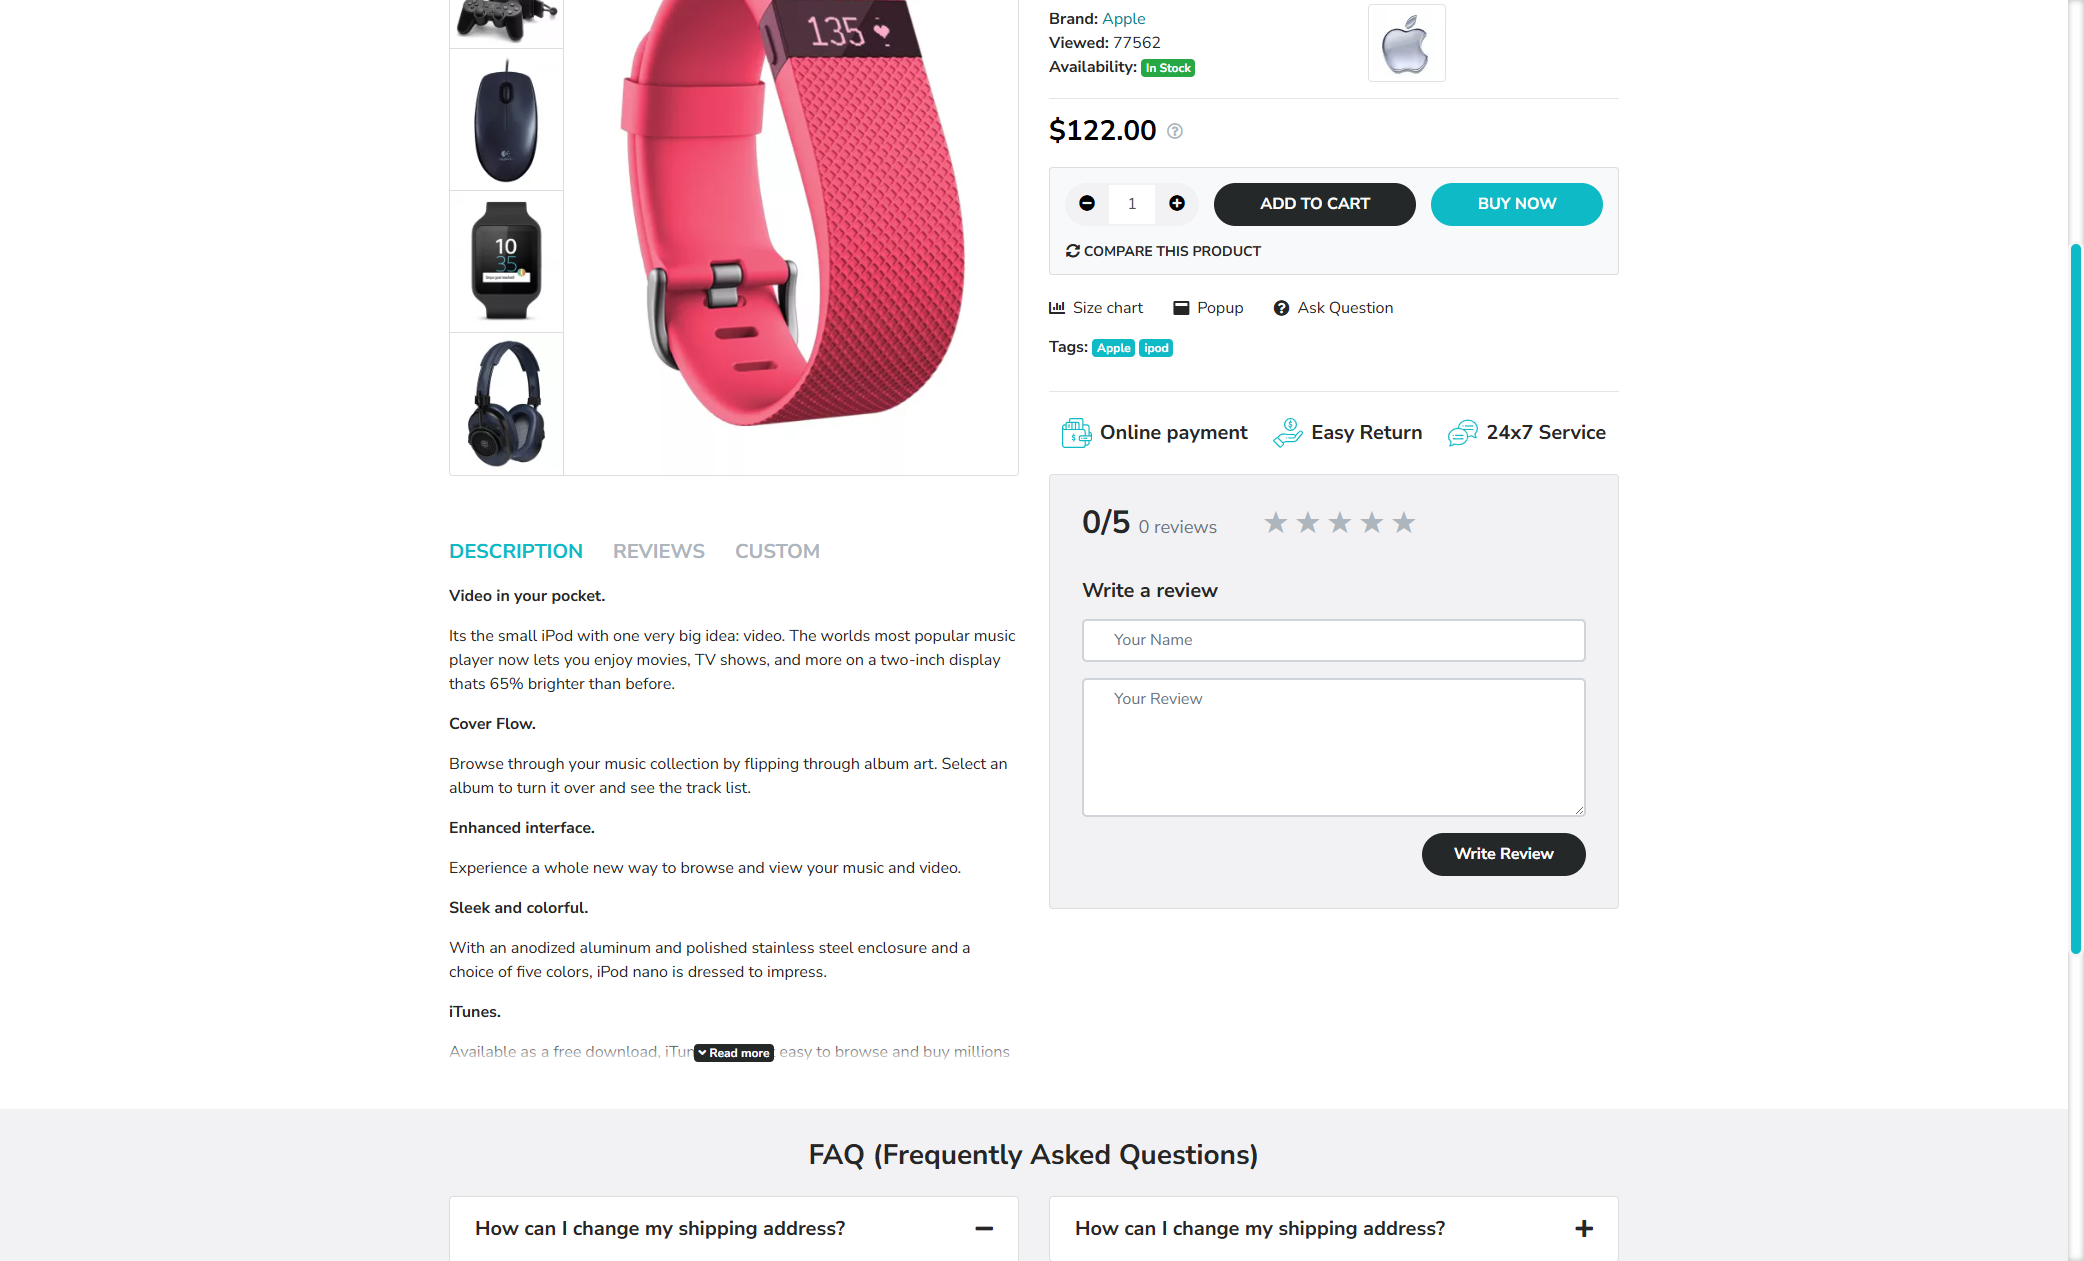 135
10
35
Brand: Apple
Viewed: 77562
Availability: In Stock
$122.00
1
ADD TO CART
BUY NOW
COMPARE THIS PRODUCT
Size chart
Popup
Ask Question
Tags: Apple ipod
Online payment
Easy Return
24x7 Service
0/5 0 reviews
Write a review
Your Name
Your Review
Write Review
DESCRIPTION
REVIEWS
CUSTOM
Video in your pocket.
Its the small iPod with one very big idea: video. The worlds most popular music
player now lets you enjoy movies, TV shows, and more on a two-inch display
thats 65% brighter than before.
Cover Flow.
Browse through your music collection by flipping through album art. Select an
album to turn it over and see the track list.
Enhanced interface.
Experience a whole new way to browse and view your music and video.
Sleek and colorful.
With an anodized aluminum and polished stainless steel enclosure and a
choice of five colors, iPod nano is dressed to impress.
iTunes.
Available as a free download, iTun
Read more
easy to browse and buy millions
FAQ (Frequently Asked Questions)
How can I change my shipping address?
How can I change my shipping address?